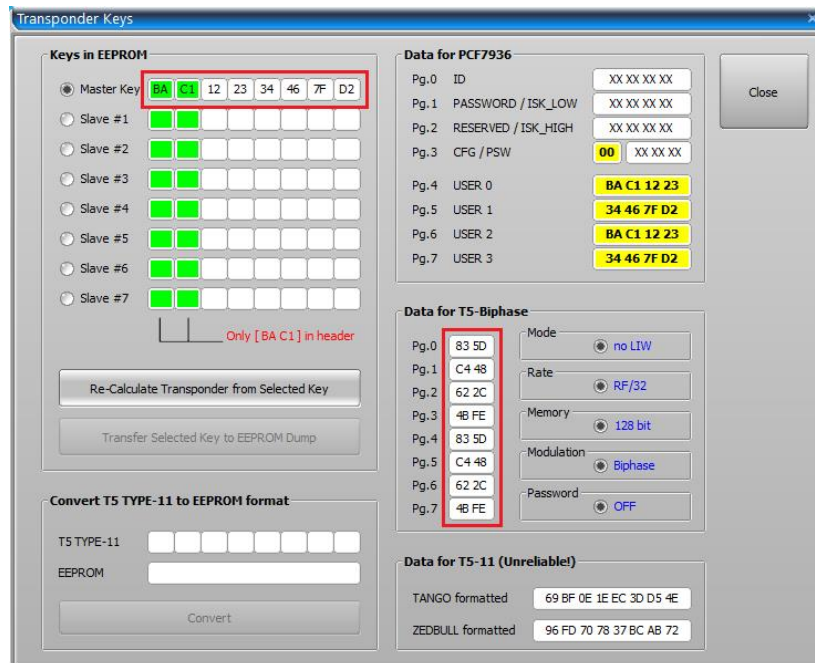 Transponder Keys
Keys in EEPROM
Master Key BA C1 12 23 34 46 7F D2
Slave #1
Slave #2
Slave #3
Slave #4
Slave #5
Slave #6
Slave #7
Only [ BA C1 ] in header
Re-Calculate Transponder from Selected Key
Transfer Selected Key to EEPROM Dump
Convert T5 TYPE-11 to EEPROM format
T5 TYPE-11
EEPROM
Convert
Data for PCF7936
Pg.0 ID XX XX XX XX
Pg.1 PASSWORD / ISK_LOW XX XX XX XX
Pg.2 RESERVED / ISK_HIGH XX XX XX XX
Pg.3 CFG / PSW 00 XX XX XX
Pg.4 USER 0 BA C1 12 23
Pg.5 USER 1 34 46 7F D2
Pg.6 USER 2 BA C1 12 23
Pg.7 USER 3 34 46 7F D2
Data for T5-Biphase
Pg.0 83 5D
Pg.1 C4 48
Pg.2 62 2C
Pg.3 4B FE
Pg.4 83 5D
Pg.5 C4 48
Pg.6 62 2C
Pg.7 4B FE
Mode
no LIW
Rate
RF/32
Memory
128 bit
Modulation
Biphase
Password
OFF
Data for T5-11 (Unreliable!)
TANGO formatted 69 BF 0E 1E EC 3D D5 4E
ZEDBULL formatted 96 FD 70 78 37 BC AB 72
Close